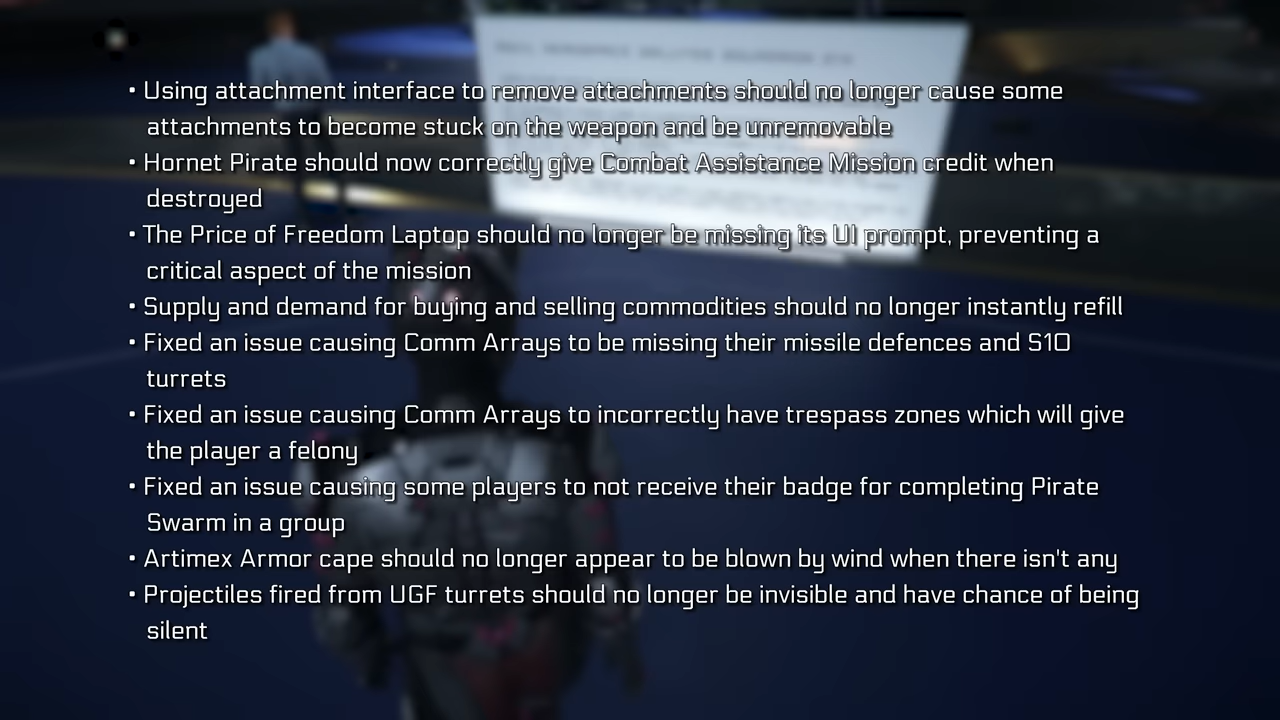 • Using attachment interface to remove attachments should no longer cause some
attachments to become stuck on the weapon and be unremovable
• Hornet Pirate should now correctly give Combat Assistance Mission credit when
destroyed
• The Price of Freedom Laptop should no longer be missing its UI prompt, preventing a
critical aspect of the mission
• Supply and demand for buying and selling commodities should no longer instantly refill
• Fixed an issue causing Comm Arrays to be missing their missile defences and S10
turrets
• Fixed an issue causing Comm Arrays to incorrectly have trespass zones which will give
the player a felony
• Fixed an issue causing some players to not receive their badge for completing Pirate
Swarm in a group
• Artimex Armor cape should no longer appear to be blown by wind when there isn't any
• Projectiles fired from UGF turrets should no longer be invisible and have chance of being
silent